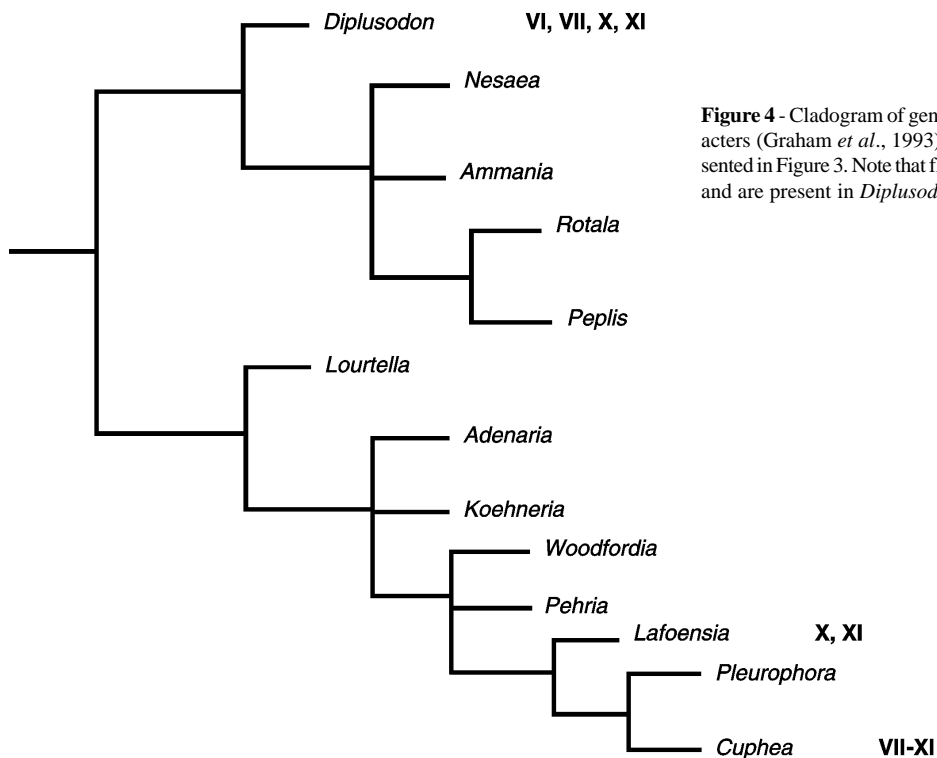 Diplusodon VI, VII, X, XI
Nesaea
Figure 4 - Cladogram of gen
acters (Graham et al., 1993)
sented in Figure 3. Note that f
and are present in Diplusod
Ammania
Rotala
Peplis
Lourtella
Adenaria
Koehneria
Woodfordia
Pehria
Lafoensia X, XI
Pleurophora
Cuphea VII-XI